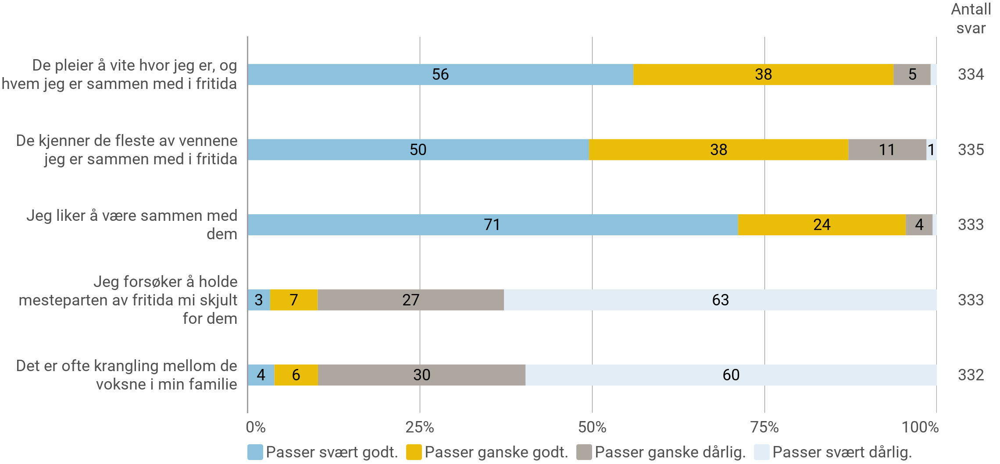 Antall
svar
De pleier å vite hvor jeg er, og
hvem jeg er sammen med i fritida
56 38 5 334
De kjenner de fleste av vennene
jeg er sammen med i fritida
50 38 11 1 335
Jeg liker å være sammen med
dem
71 24 4 333
Jeg forsøker å holde
mesteparten av fritida mi skjult
for dem
3 7 27 63 333
Det er ofte krangling mellom de
voksne i min familie
4 6 30 60 332
0% 25% 50% 75% 100%
Passer svært godt. Passer ganske godt. Passer ganske dårlig. Passer svært dårlig.